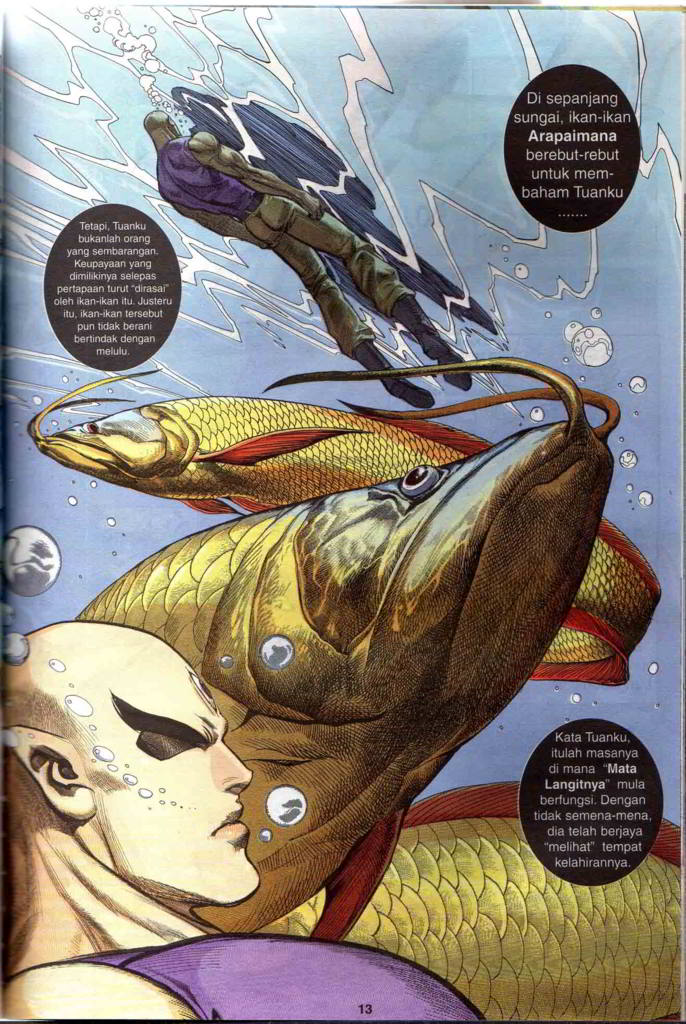 Di sepanjang
sungai, ikan-ikan
Arapaimana
berebut-rebut
untuk mem-
baham Tuanku
.......
Tetapi, Tuanku
bukanlah orang
yang sembarangan.
Keupayaan yang
dimilikinya selepas
pertapaan turut "dirasai"
oleh ikan-ikan itu. Justeru
itu, ikan-ikan tersebut
pun tidak berani
bertindak dengan
melulu.
Kata Tuanku,
itulah masanya
di mana "Mata
Langitnya" mula
berfungsi. Dengan
tidak semena-mena,
dia telah berjaya
"melihat" tempat
kelahirannya.
13